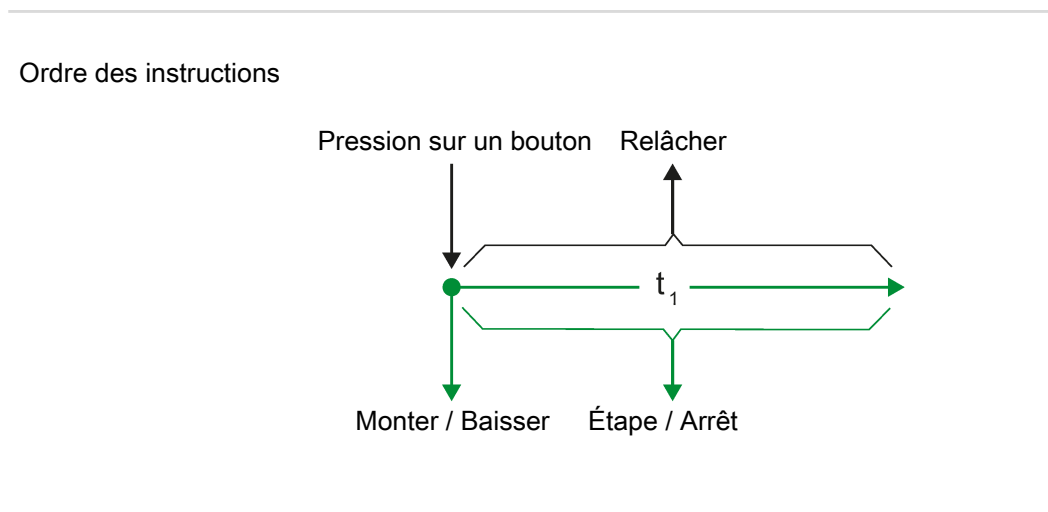 Ordre des instructions
Pression sur un bouton Relâcher
t1
Monter / Baisser Étape / Arrêt